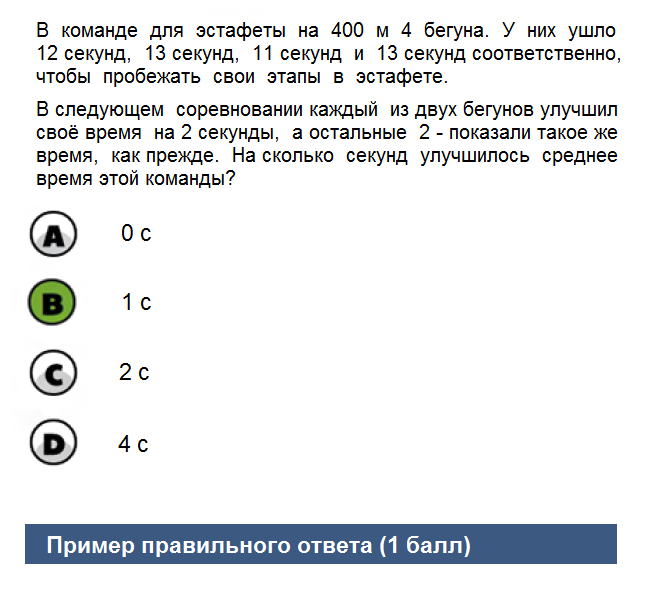 В команде для эстафеты на 400 м 4 бегуна. У них ушло
12 секунд, 13 секунд, 11 секунд и 13 секунд соответственно,
чтобы пробежать свои этапы в эстафете.
В следующем соревновании каждый из двух бегунов улучшил
своё время на 2 секунды, а остальные 2 - показали такое же
время, как прежде. На сколько секунд улучшилось среднее
время этой команды?
A 0 с
B 1 с
C 2 с
D 4 с
Пример правильного ответа (1 балл)